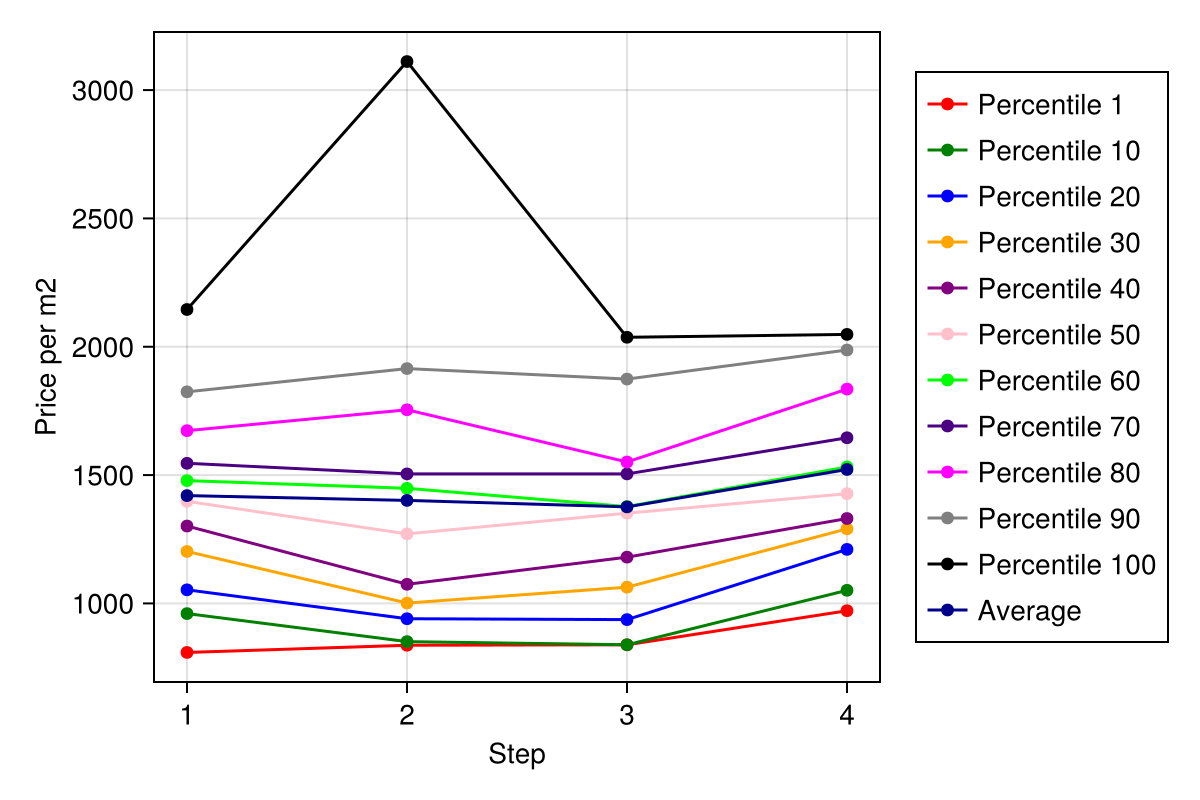 3000
2500
2000
1500
1000
Price per m2
1
2
3
4
Step
Percentile 1
Percentile 10
Percentile 20
Percentile 30
Percentile 40
Percentile 50
Percentile 60
Percentile 70
Percentile 80
Percentile 90
Percentile 100
Average